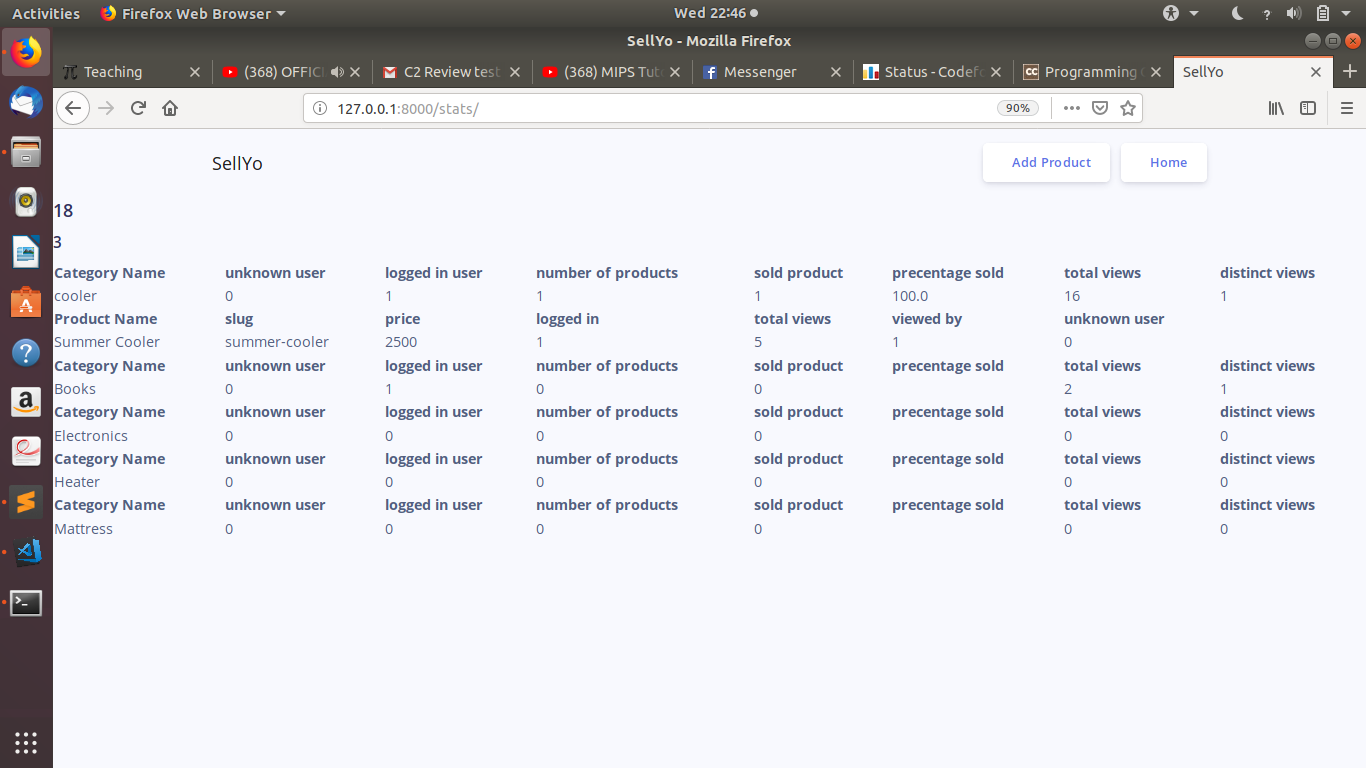 Activities Firefox Web Browser Wed 22:46
SellYo - Mozilla Firefox
Teaching (368) OFFICI C2 Review test (368) MIPS Tut Messenger Status - Codef Programming SellYo
127.0.0.1:8000/stats/ 90%
SellYo Add Product Home
18
3
Category Name unknown user logged in user number of products sold product precentage sold total views distinct views
cooler 0 1 1 1 100.0 16 1
Product Name slug price logged in total views viewed by unknown user
Summer Cooler summer-cooler 2500 1 5 1 0
Category Name unknown user logged in user number of products sold product precentage sold total views distinct views
Books 0 1 0 0 2 1
Category Name unknown user logged in user number of products sold product precentage sold total views distinct views
Electronics 0 0 0 0 0 0
Category Name unknown user logged in user number of products sold product precentage sold total views distinct views
Heater 0 0 0 0 0 0
Category Name unknown user logged in user number of products sold product precentage sold total views distinct views
Mattress 0 0 0 0 0 0